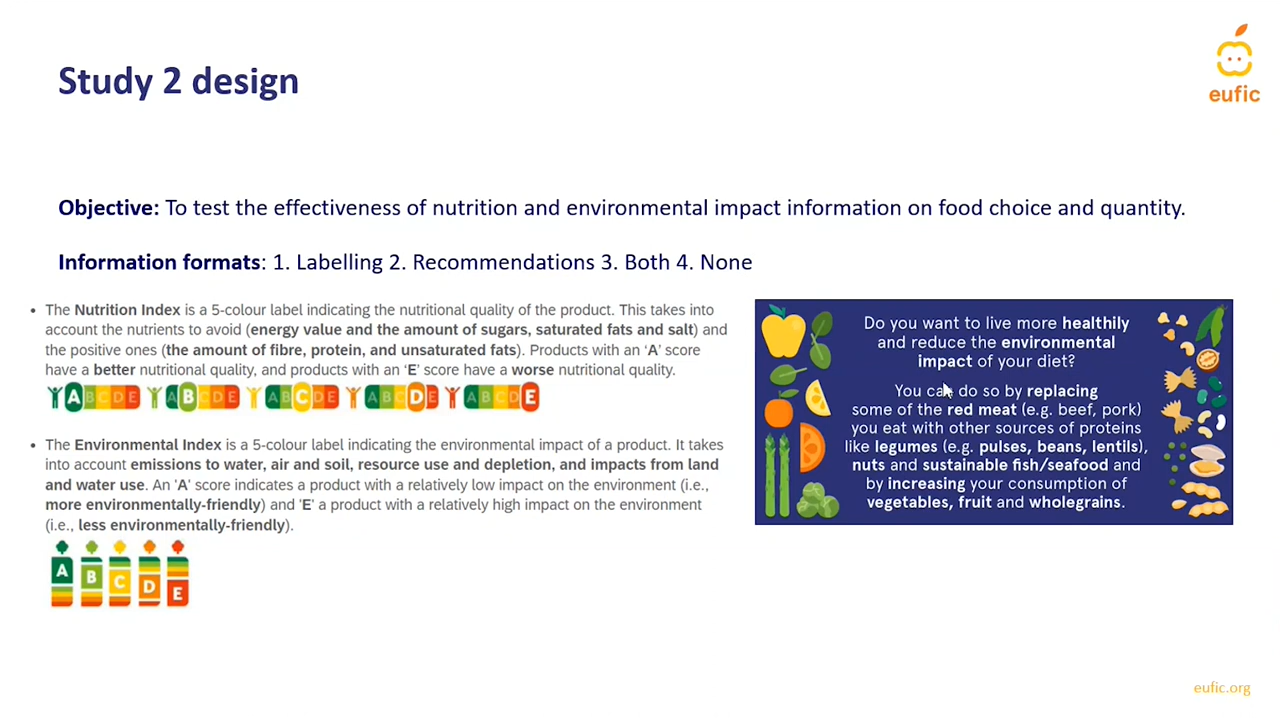 Study 2 design
eufic
Objective: To test the effectiveness of nutrition and environmental impact information on food choice and quantity.
Information formats: 1. Labelling 2. Recommendations 3. Both 4. None
• The Nutrition Index is a 5-colour label indicating the nutritional quality of the product. This takes into
account the nutrients to avoid (energy value and the amount of sugars, saturated fats and salt) and
the positive ones (the amount of fibre, protein, and unsaturated fats). Products with an 'A' score
have a better nutritional quality, and products with an 'E' score have a worse nutritional quality.
ABCDE ABCDE ABCDE ABCDE ABCDE
• The Environmental Index is a 5-colour label indicating the environmental impact of a product. It takes
into account emissions to water, air and soil, resource use and depletion, and impacts from land
and water use. An 'A' score indicates a product with a relatively low impact on the environment (i.e.,
more environmentally-friendly) and 'E' a product with a relatively high impact on the environment
(i.e., less environmentally-friendly).
A B C D E
Do you want to live more healthily
and reduce the environmental
impact of your diet?
You can do so by replacing
some of the red meat (e.g. beef, pork)
you eat with other sources of proteins
like legumes (e.g. pulses, beans, lentils),
nuts and sustainable fish/seafood and
by increasing your consumption of
vegetables, fruit and wholegrains.
eufic.org